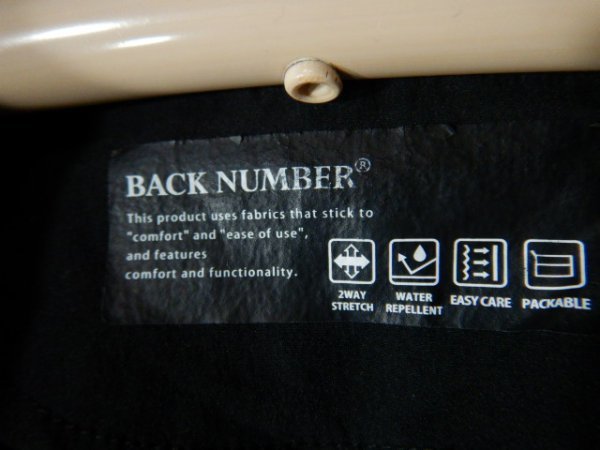 BACK NUMBER®
This product uses fabrics that stick to
"comfort" and "ease of use",
and features
comfort and functionality.
2WAY
STRETCH
WATER
REPELLENT
EASY CARE
PACKABLE